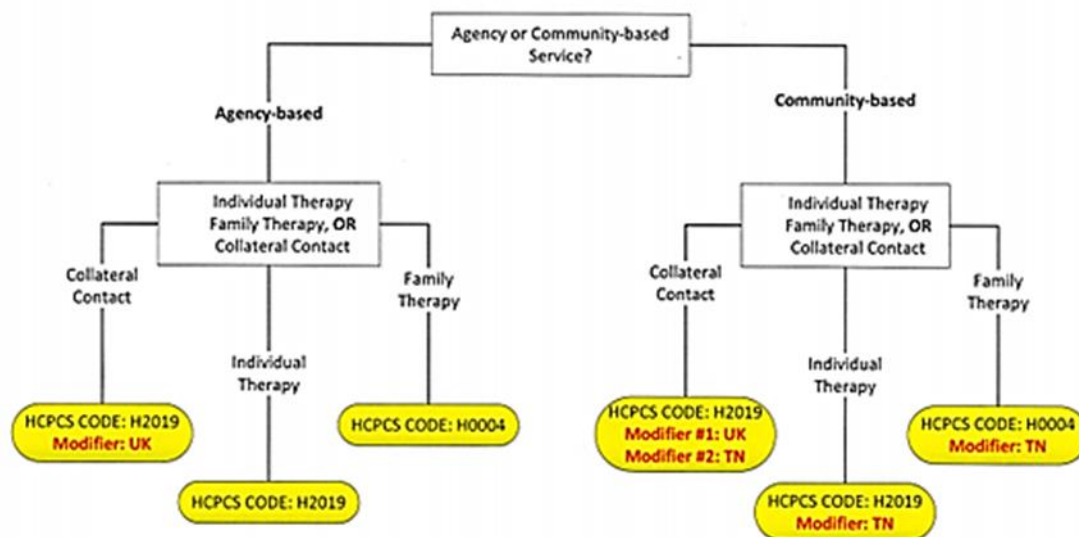 Agency or Community-based
Service?
Agency-based
Community-based
Individual Therapy
Family Therapy, OR
Collateral Contact
Collateral
Contact
Individual
Therapy
Family
Therapy
HCPCS CODE: H2019
Modifier: UK
HCPCS CODE: H2019
HCPCS CODE: H0004
Individual Therapy
Family Therapy, OR
Collateral Contact
Collateral
Contact
Individual
Therapy
Family
Therapy
HCPCS CODE: H2019
Modifier #1: UK
Modifier #2: TN
HCPCS CODE: H2019
Modifier: TN
HCPCS CODE: H0004
Modifier: TN